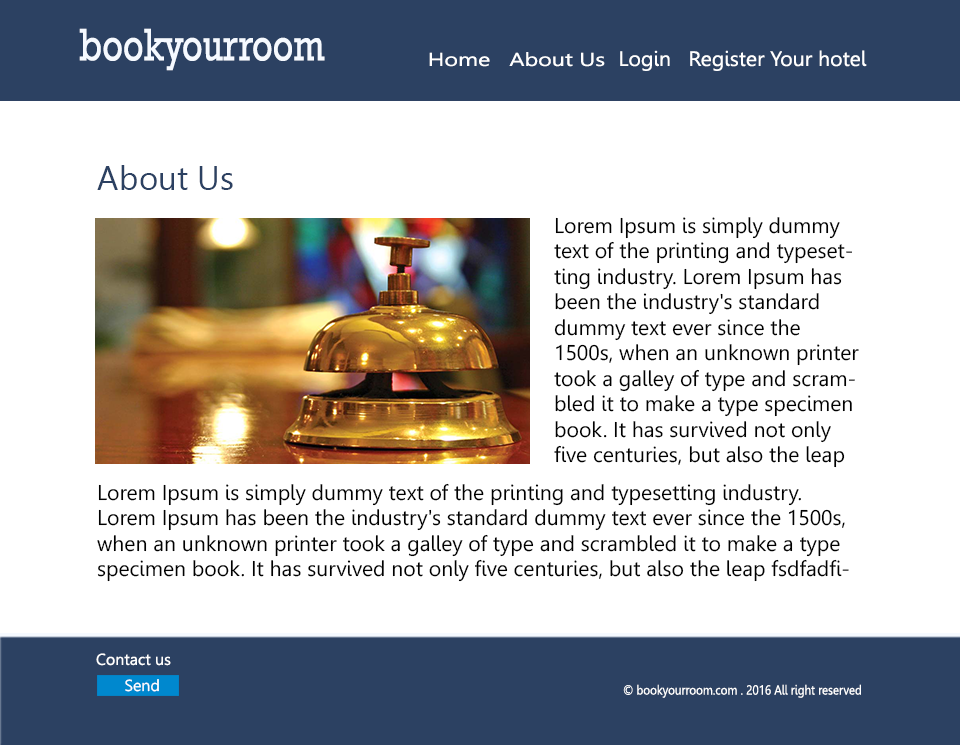 bookyourroom
Home About Us Login Register Your hotel
About Us
Lorem Ipsum is simply dummy
text of the printing and typeset-
ting industry. Lorem Ipsum has
been the industry's standard
dummy text ever since the
1500s, when an unknown printer
took a galley of type and scram-
bled it to make a type specimen
book. It has survived not only
five centuries, but also the leap
Lorem Ipsum is simply dummy text of the printing and typesetting industry.
Lorem Ipsum has been the industry's standard dummy text ever since the 1500s,
when an unknown printer took a galley of type and scrambled it to make a type
specimen book. It has survived not only five centuries, but also the leap fsdfadfi-
Contact us
Send
© bookyourroom.com . 2016 All right reserved